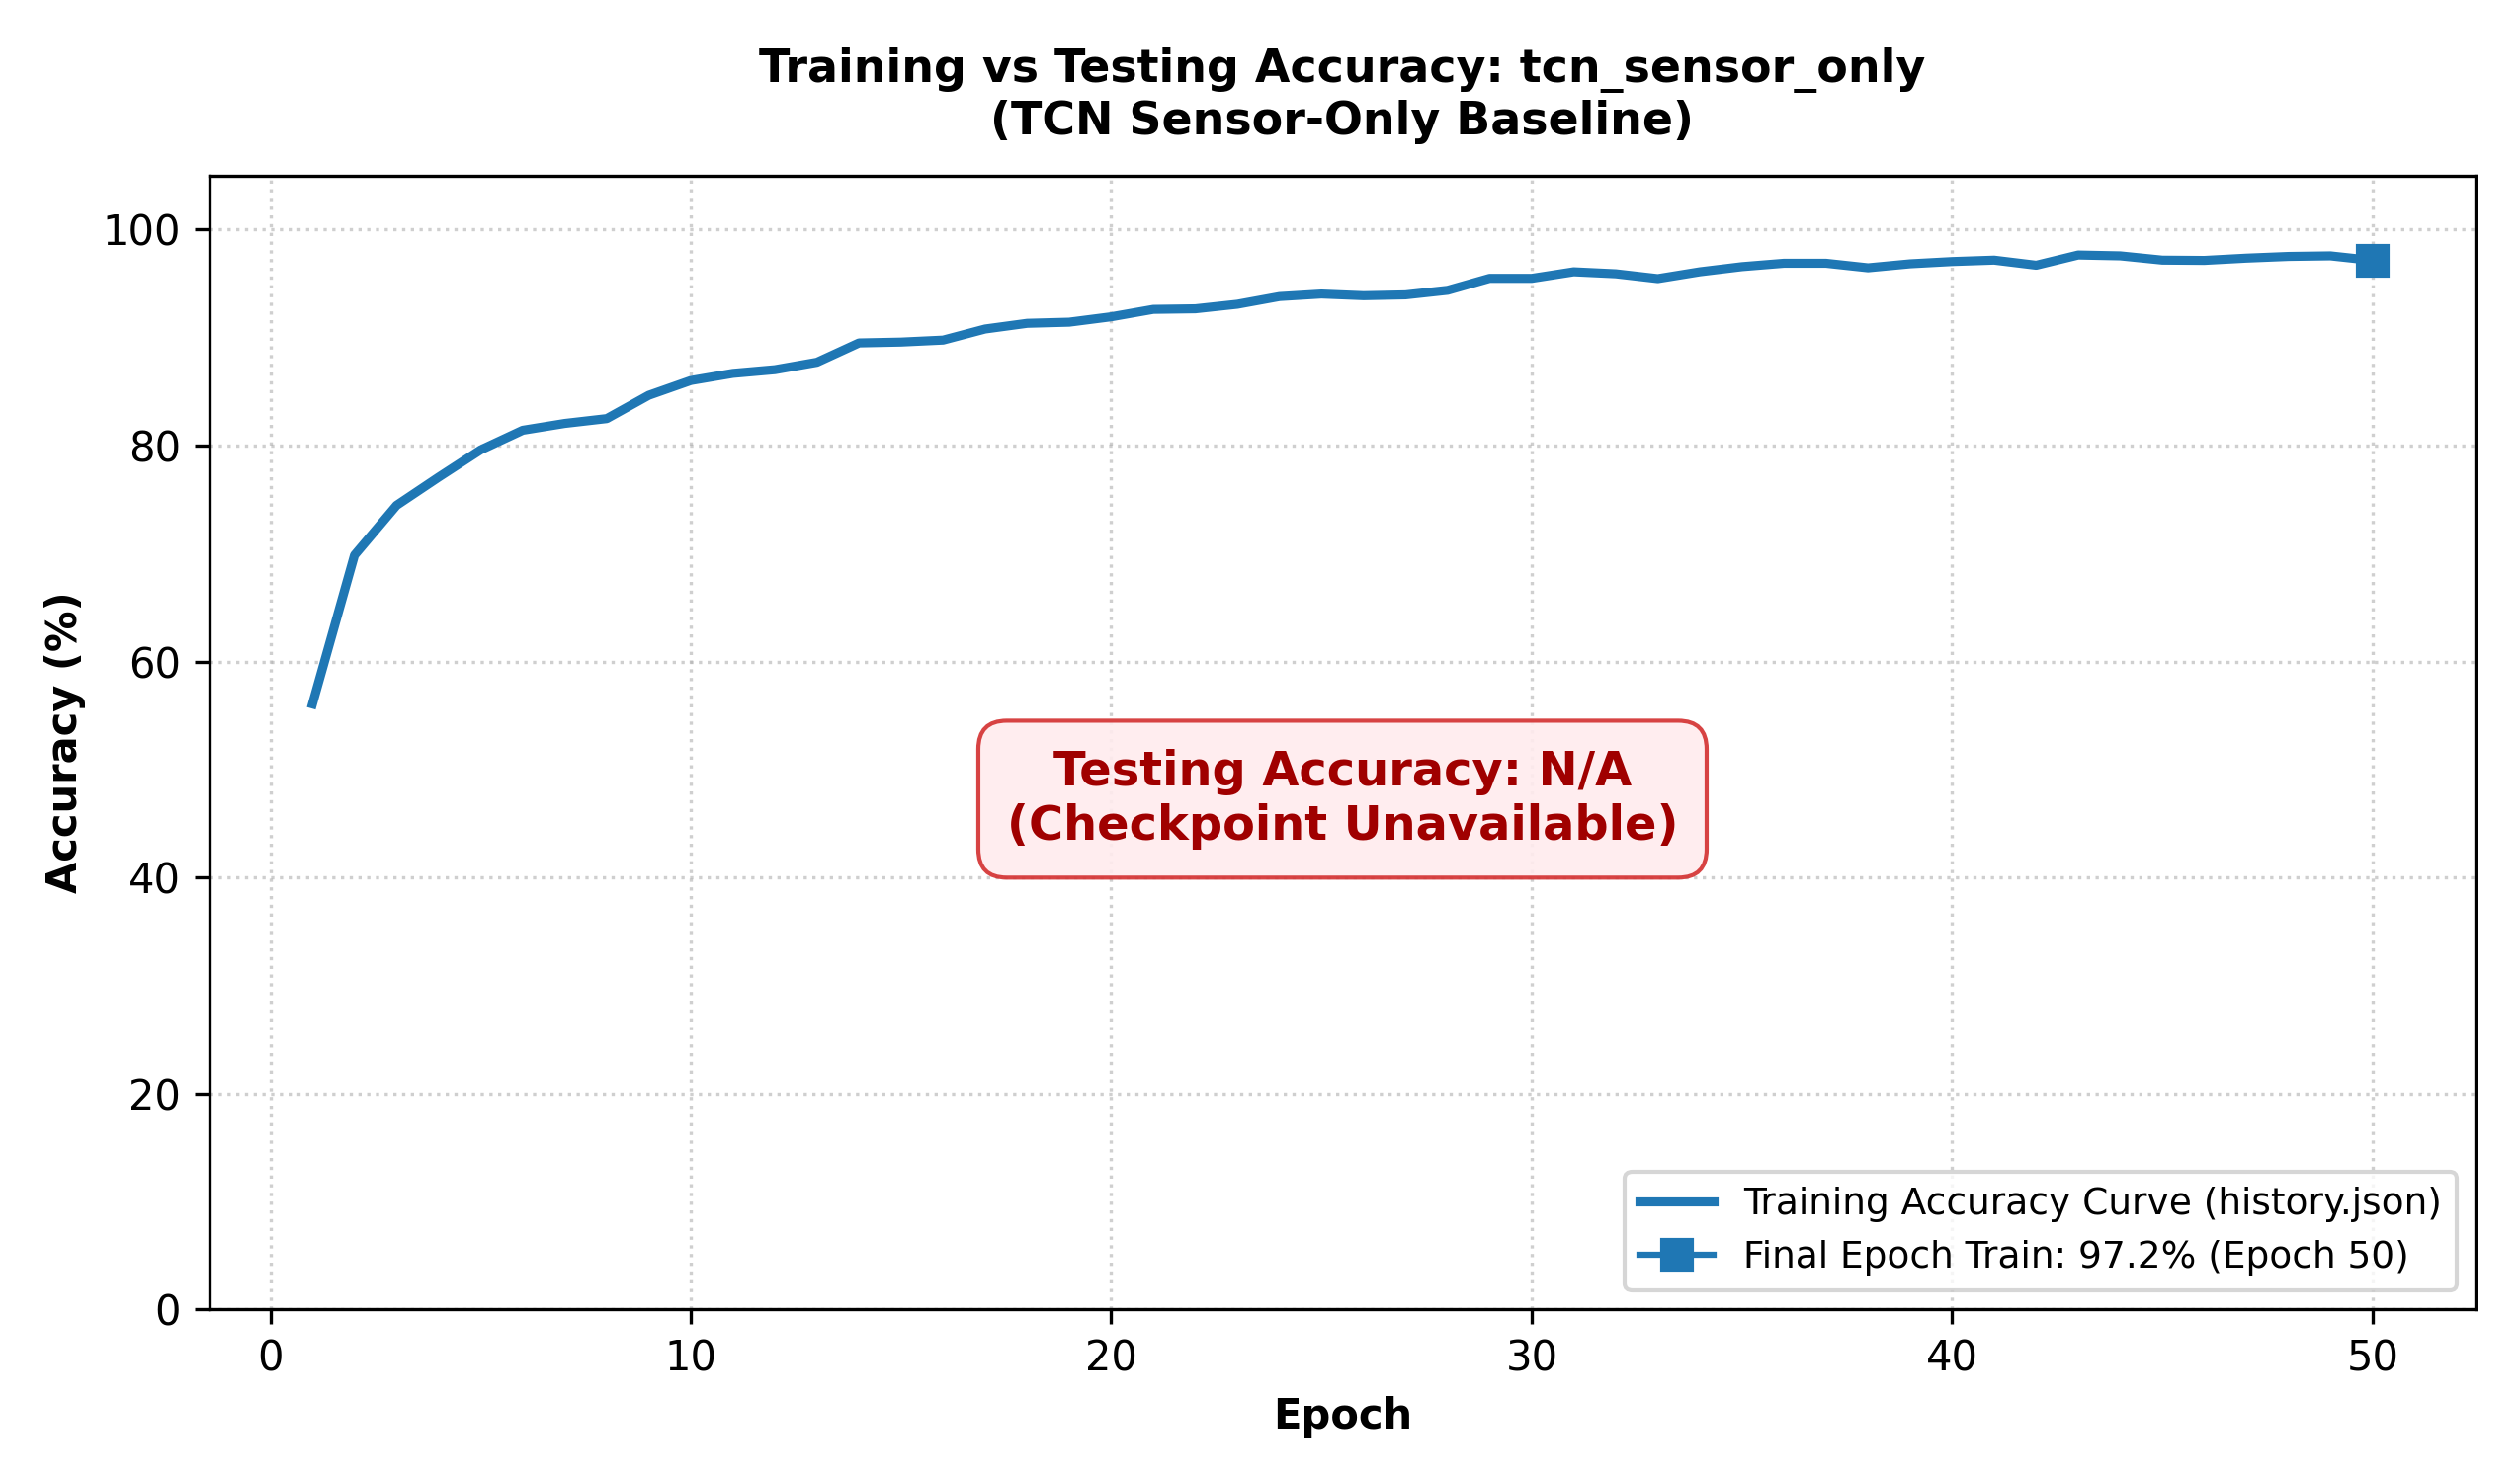 Training vs Testing Accuracy: tcn_sensor_only
(TCN Sensor-Only Baseline)
Accuracy (%)
100
80
60
40
20
0
Testing Accuracy: N/A
(Checkpoint Unavailable)
Training Accuracy Curve (history.json)
Final Epoch Train: 97.2% (Epoch 50)
0 10 20 30 40 50
Epoch